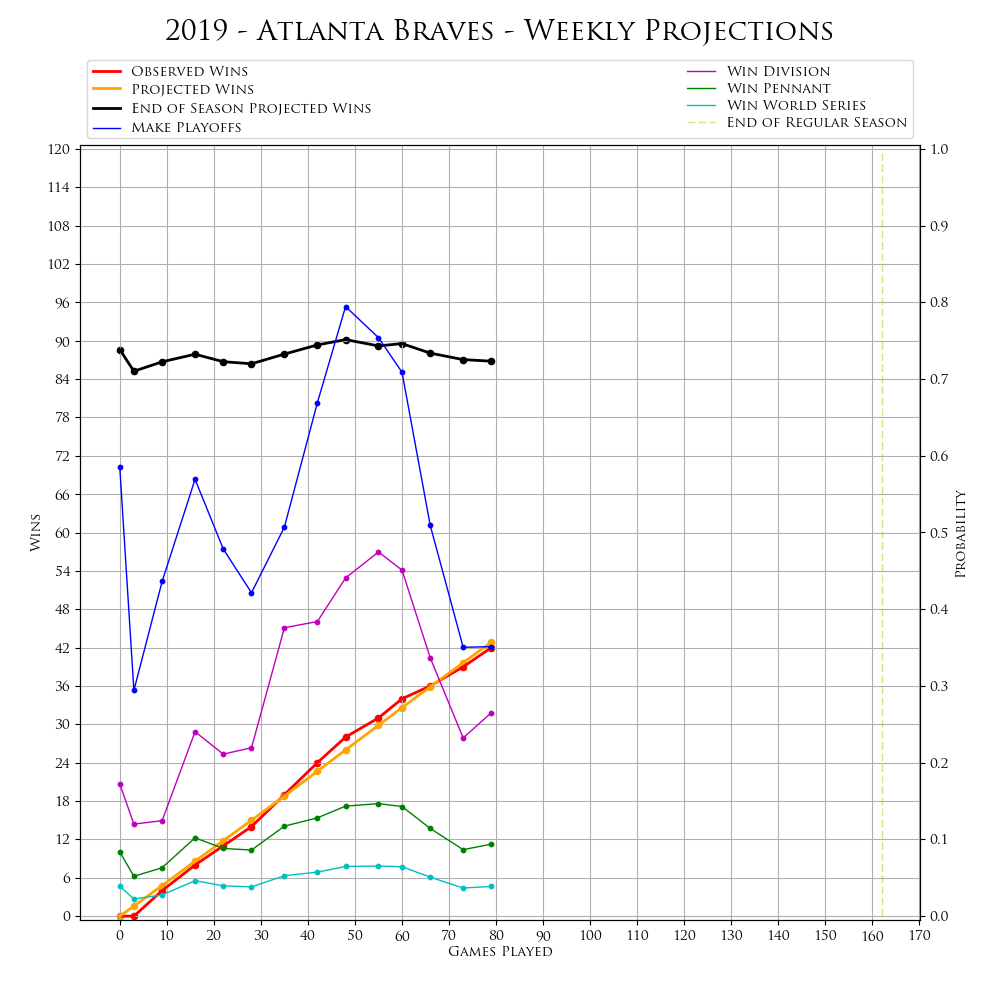 2019 - Atlanta Braves - Weekly Projections
Observed Wins
Projected Wins
End of Season Projected Wins
Make Playoffs
Win Division
Win Pennant
Win World Series
End of Regular Season
120
114
108
102
96
90
84
78
72
66
60
54
48
42
36
30
24
18
12
6
0
Wins
1.0
0.9
0.8
0.7
0.6
0.5
0.4
0.3
0.2
0.1
0.0
Probability
0 10 20 30 40 50 60 70 80 90 100 110 120 130 140 150 160 170
Games Played